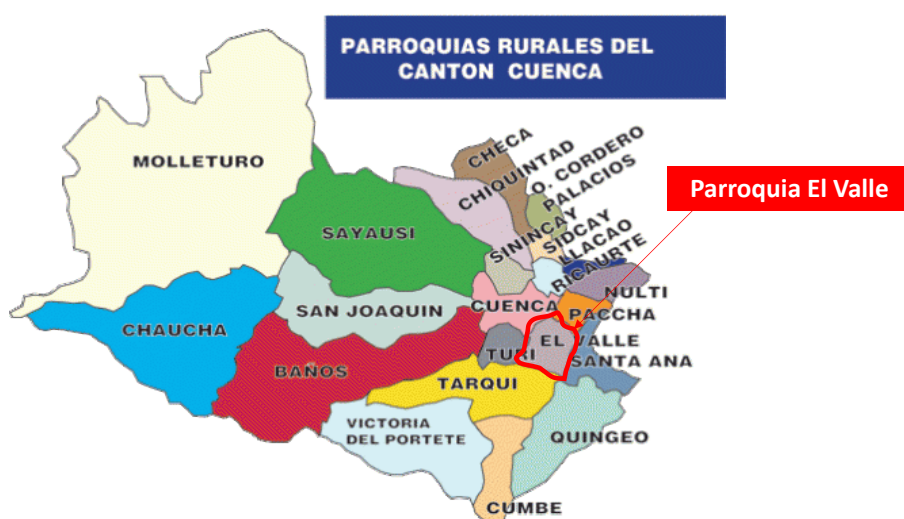 PARROQUIAS RURALES DEL
CANTON CUENCA
MOLLETURO
CHECA
CHIQUINTAD
O. CORDERO
PALACIOS
Parroquia El Valle
SAYAUSI
SININCAY
SIDCAY
LLACAO
RICAURTE
NULTI
CHAUCHA
SAN JOAQUIN
CUENCA
PACCHA
BAÑOS
TURI
EL VALLE
SANTA ANA
TARQUI
VICTORIA
DEL PORTETE
QUINGEO
CUMBE